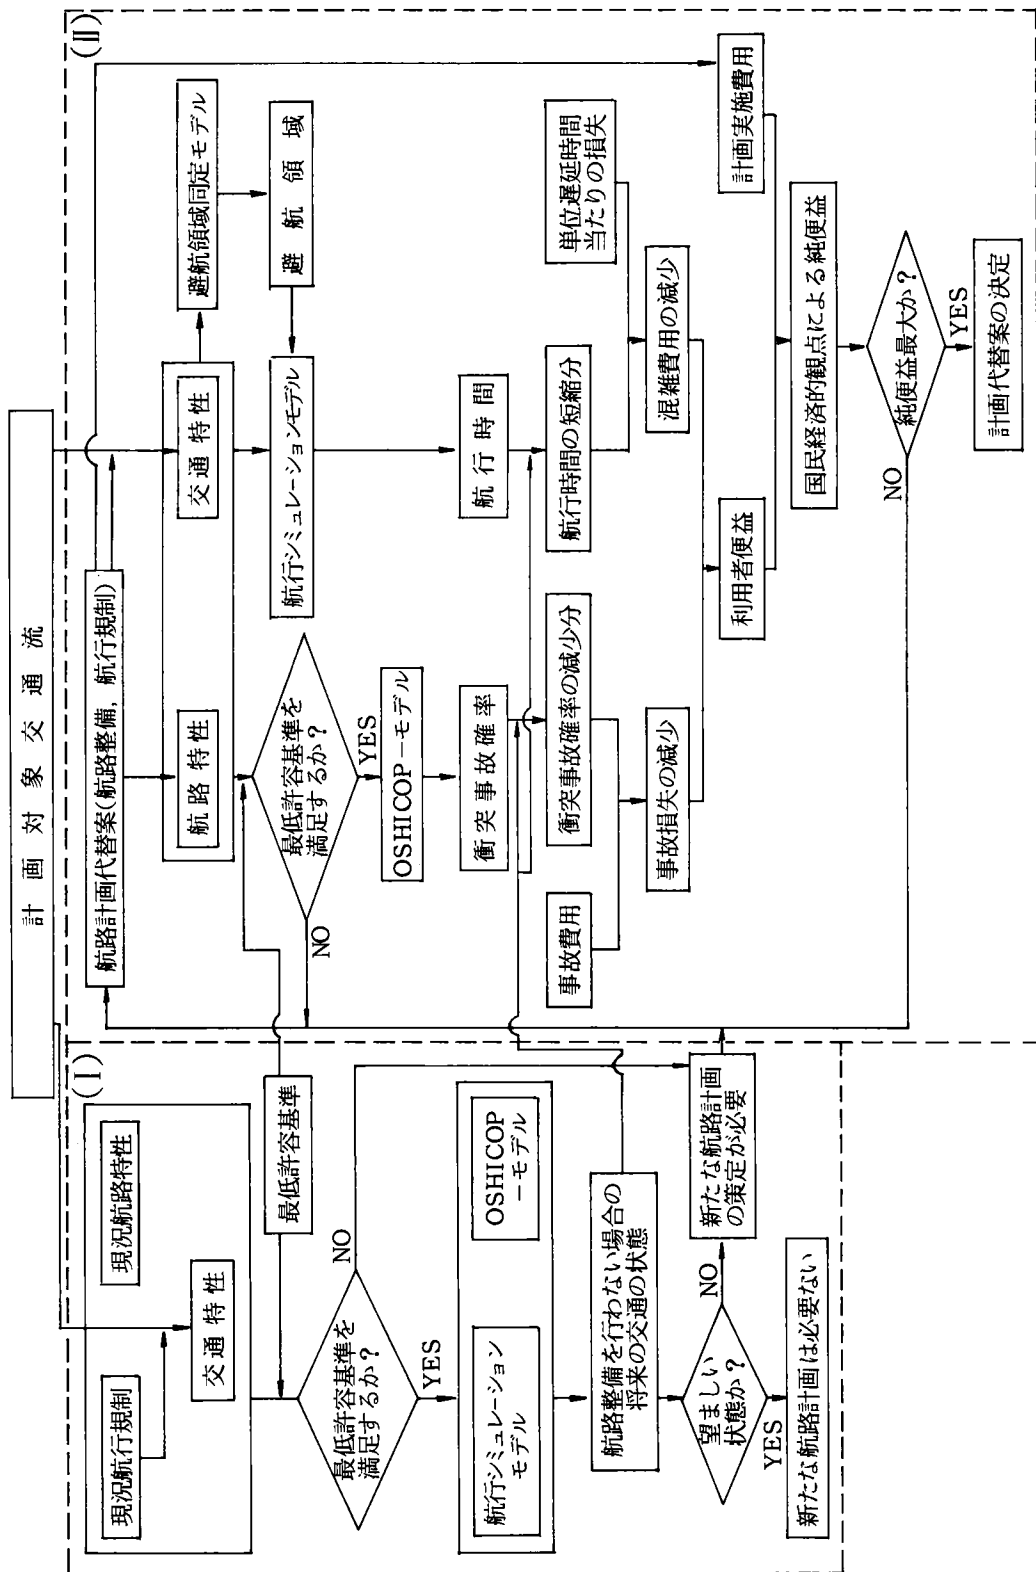 計画対象交通流
(I)
現況航行規制
現況航路特性
交通特性
最低許容基準
最低許容基準を
満足するか?
NO
YES
航行シミュレーション
モデル
OSHICOP
-モデル
航路整備を行わない場合の
将来の交通の状態
望ましい
状態か?
NO
YES
新たな航路計画
の策定が必要
新たな航路計画は必要ない
(II)
航路計画代替案(航路整備, 航行規制)
航路特性
交通特性
避航領域同定モデル
最低許容基準を
満足するか?
NO
YES
航行シミュレーションモデル
避航領域
OSHICOP-モデル
衝突事故確率
航行時間
事故費用
衝突事故確率の減少分
航行時間の短縮分
単位遅延時間
当たりの損失
事故損失の減少
混雑費用の減少
利用者便益
計画実施費用
国民経済的観点による純便益
純便益最大か?
NO
YES
計画代替案の決定